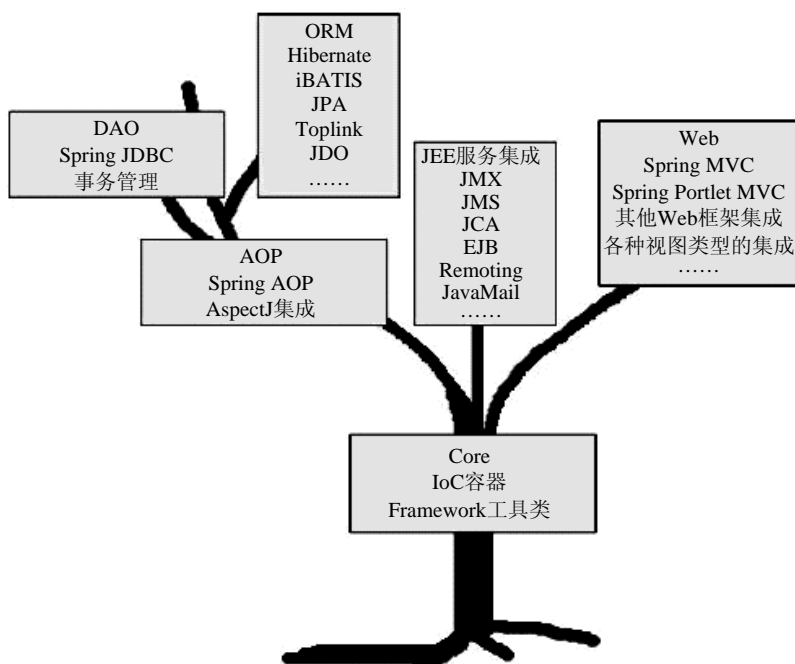 ORM
Hibernate
iBATIS
JPA
Toplink
JDO
……
DAO
Spring JDBC
事务管理
JEE服务集成
JMX
JMS
JCA
EJB
Remoting
JavaMail
……
Web
Spring MVC
Spring Portlet MVC
其他Web框架集成
各种视图类型的集成
……
AOP
Spring AOP
AspectJ集成
Core
IoC容器
Framework工具类